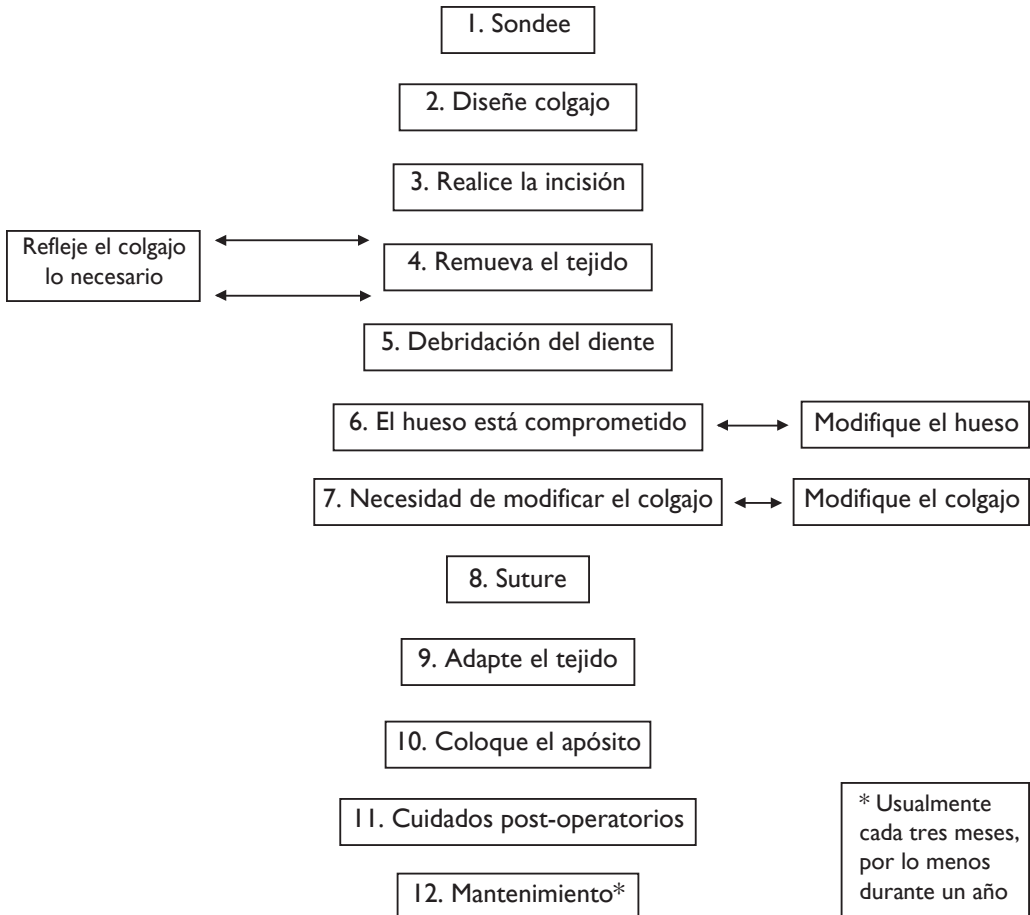 1. Sondee
2. Diseñe colgajo
3. Realice la incisión
Refleje el colgajo
lo necesario
4. Remueva el tejido
5. Debridación del diente
6. El hueso está comprometido
Modifique el hueso
7. Necesidad de modificar el colgajo
Modifique el colgajo
8. Suture
9. Adapte el tejido
10. Coloque el apósito
11. Cuidados post-operatorios
12. Mantenimiento*
* Usualmente
cada tres meses,
por lo menos
durante un año